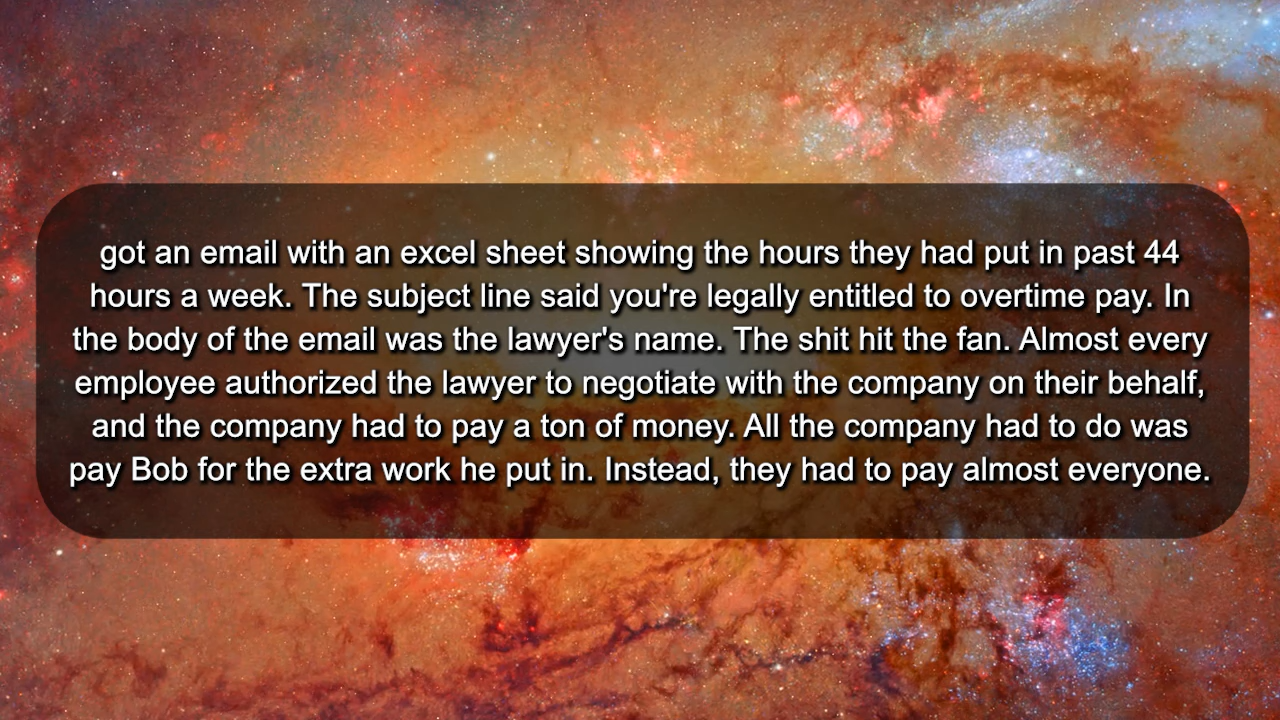 got an email with an excel sheet showing the hours they had put in past 44
hours a week. The subject line said you're legally entitled to overtime pay. In
the body of the email was the lawyer's name. The shit hit the fan. Almost every
employee authorized the lawyer to negotiate with the company on their behalf,
and the company had to pay a ton of money. All the company had to do was
pay Bob for the extra work he put in. Instead, they had to pay almost everyone.